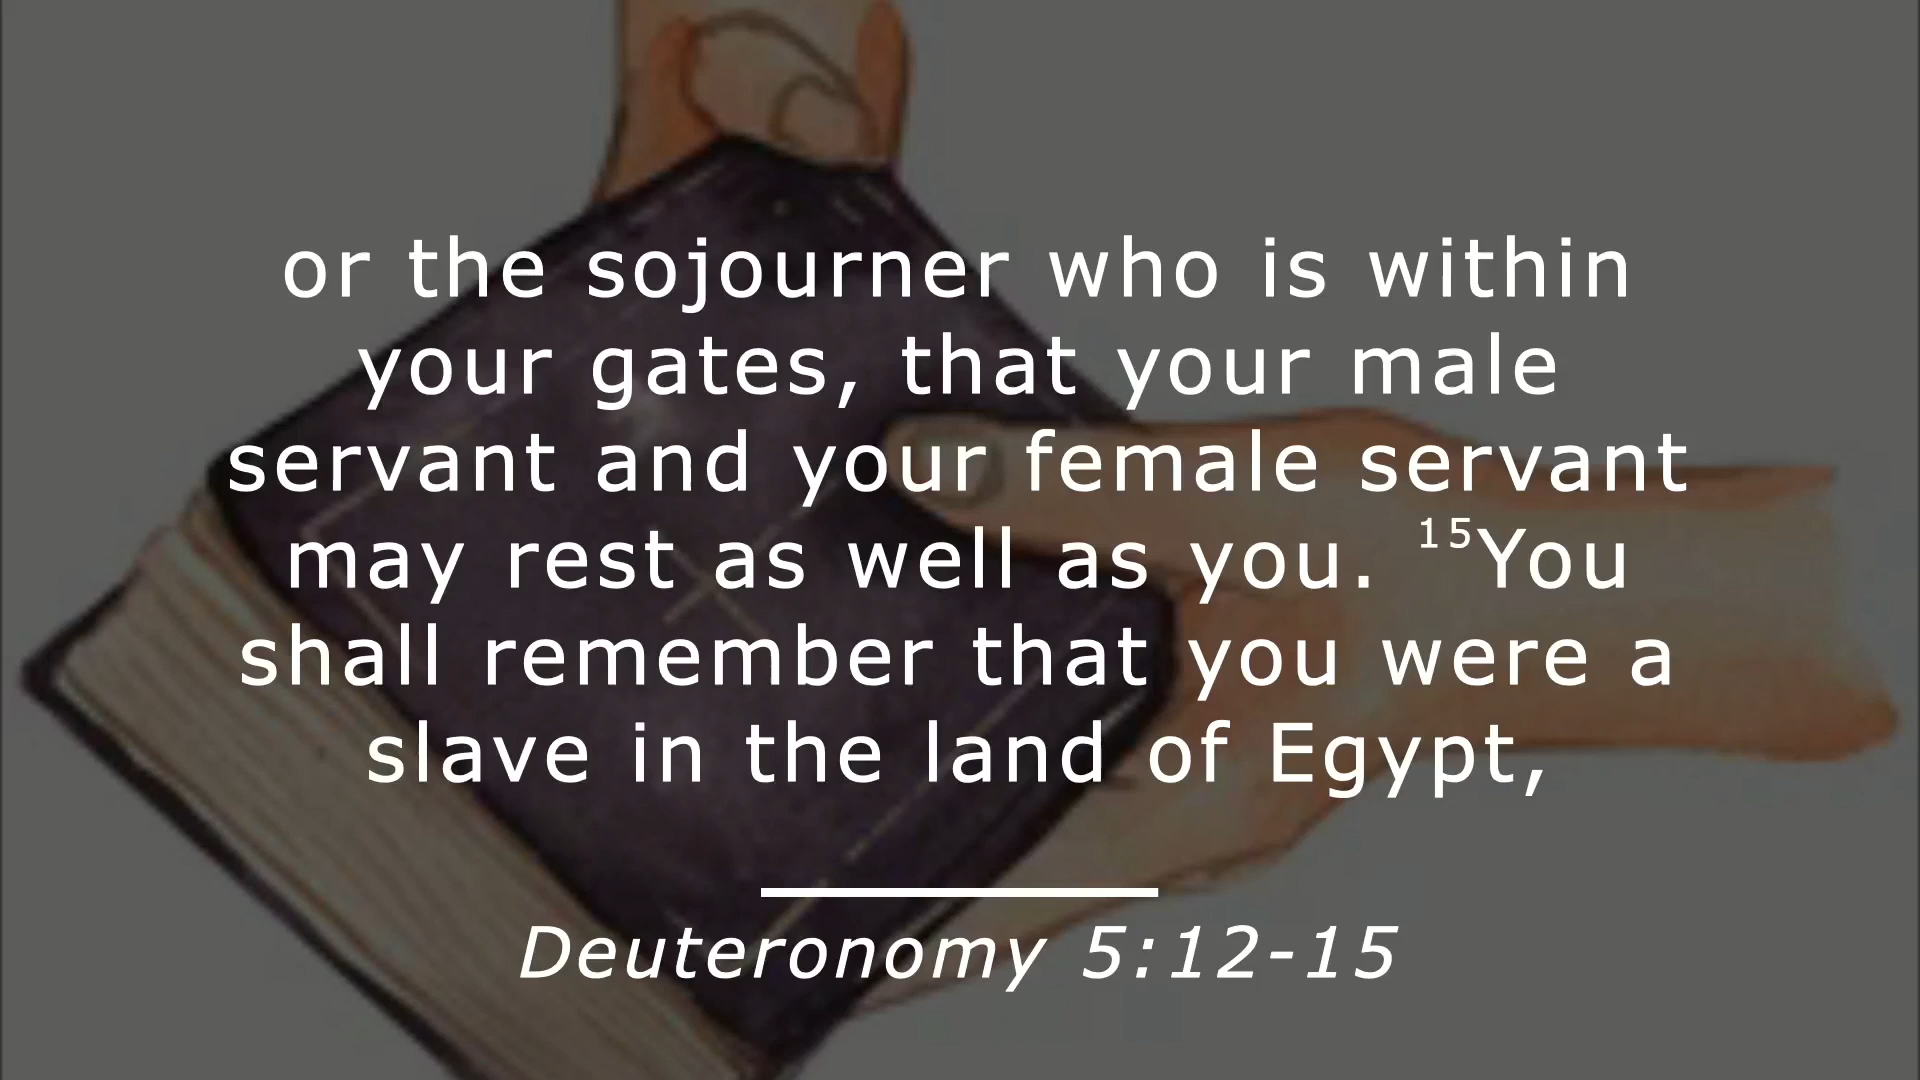 or the sojourner who is within
your gates, that your male
servant and your female servant
may rest as well as you. ¹⁵You
shall remember that you were a
slave in the land of Egypt,
Deuteronomy 5:12-15